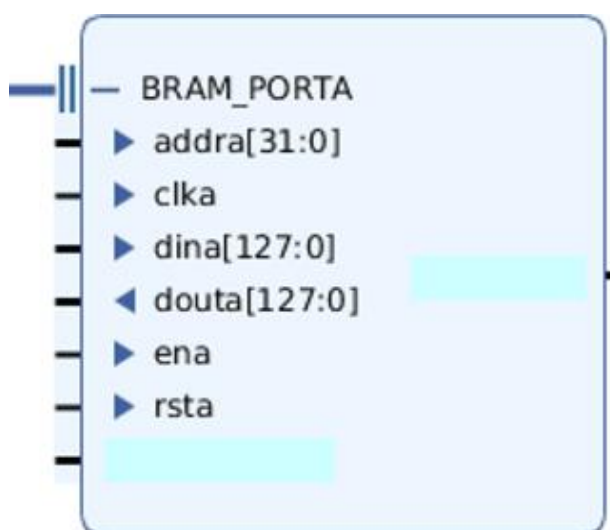 BRAM_PORTA
addra[31:0]
clka
dina[127:0]
douta[127:0]
ena
rsta